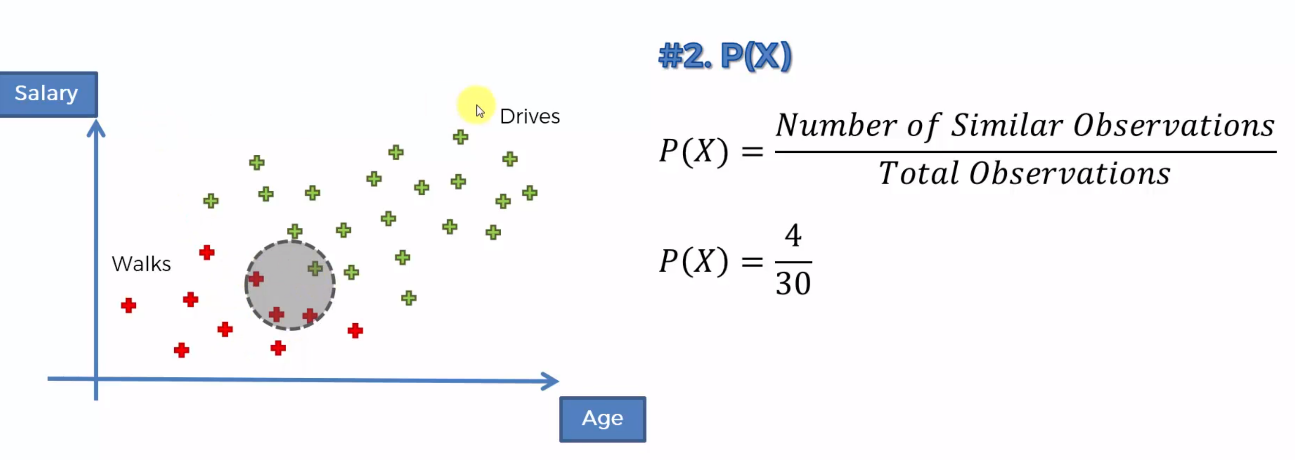 #2. P(X)
Salary
Drives
P(X) = Number of Similar Observations / Total Observations
Walks
P(X) = 4/30
Age